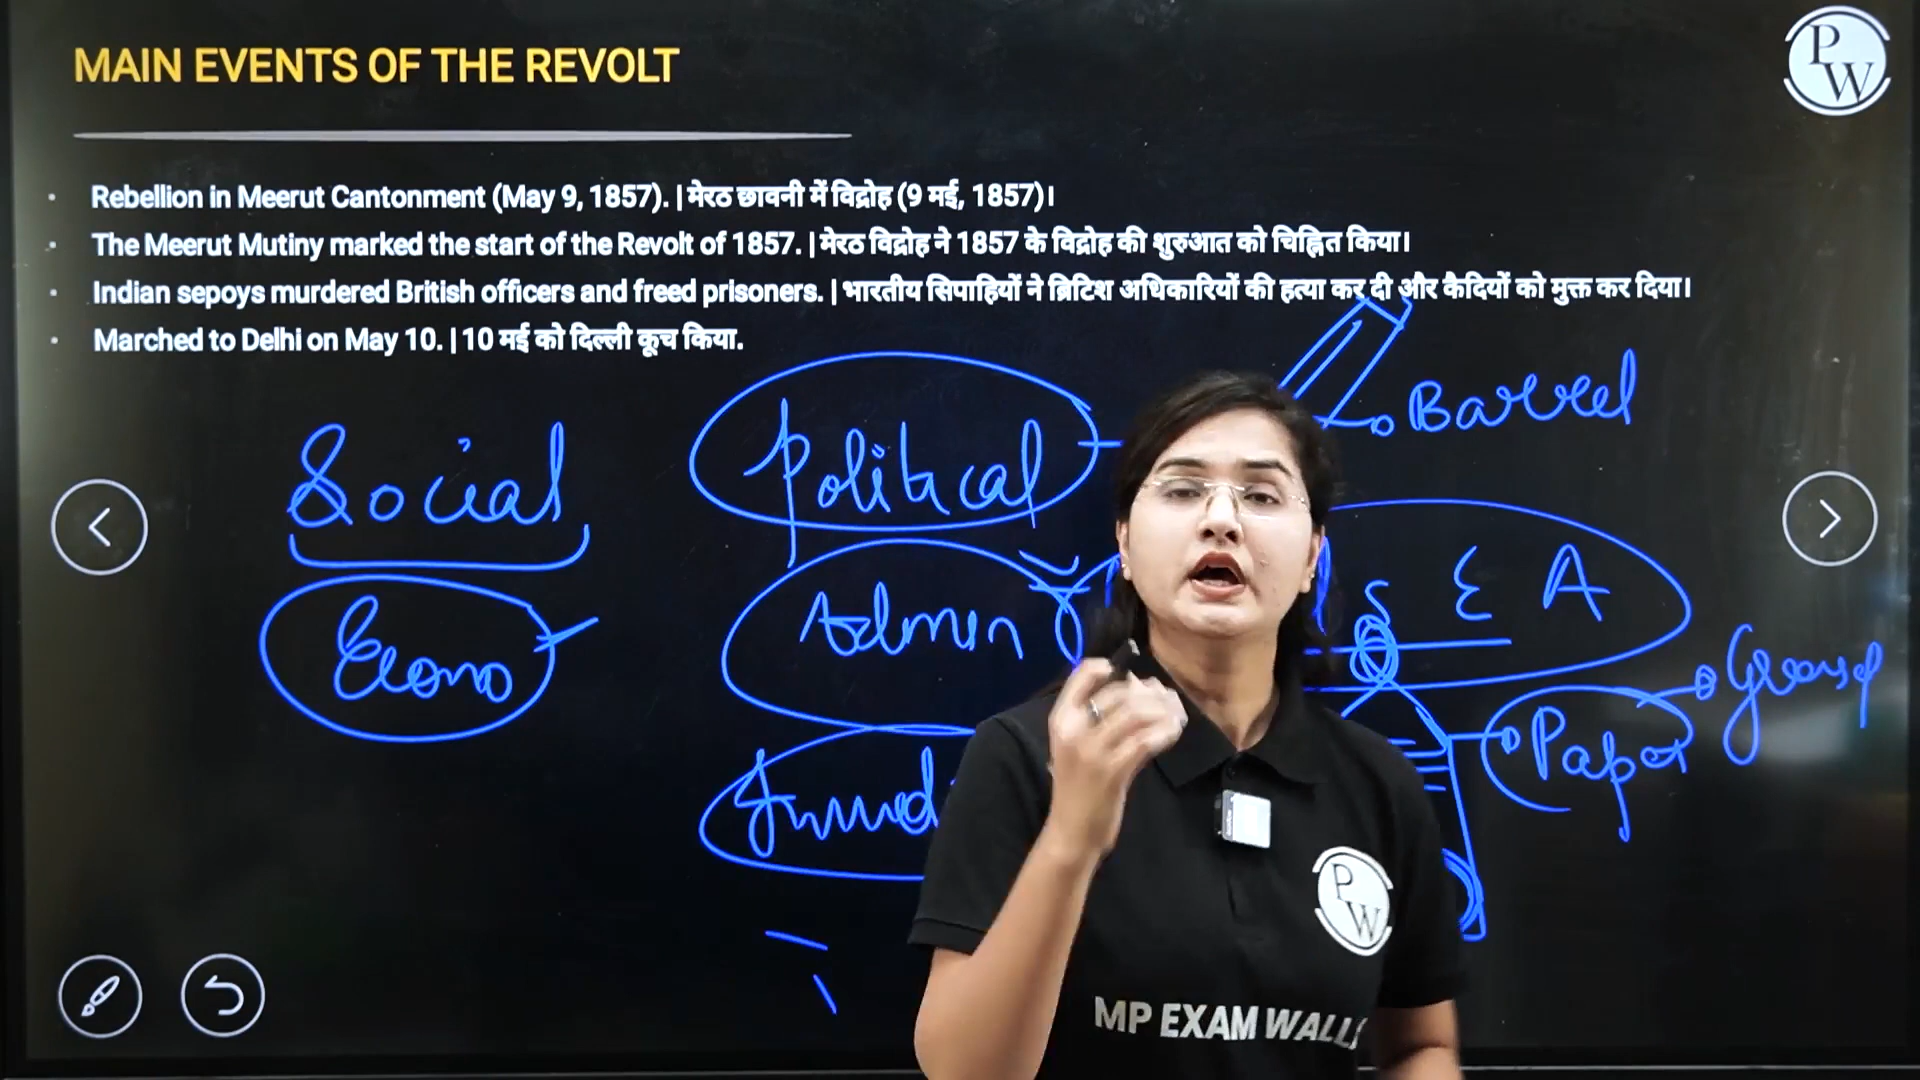 MAIN EVENTS OF THE REVOLT
PW
Rebellion in Meerut Cantonment (May 9, 1857). | मेरठ छावनी में विद्रोह (9 मई, 1857)।
The Meerut Mutiny marked the start of the Revolt of 1857. | मेरठ विद्रोह ने 1857 के विद्रोह की शुरुआत को चिह्नित किया।
Indian sepoys murdered British officers and freed prisoners. | भारतीय सिपाहियों ने ब्रिटिश अधिकारियों की हत्या कर दी और कैदियों को मुक्त कर दिया।
Marched to Delhi on May 10. | 10 मई को दिल्ली कूच किया.
Barrel
Social
Political
S E A
Admin
Econo
Paper
PW
MP EXAM WALL